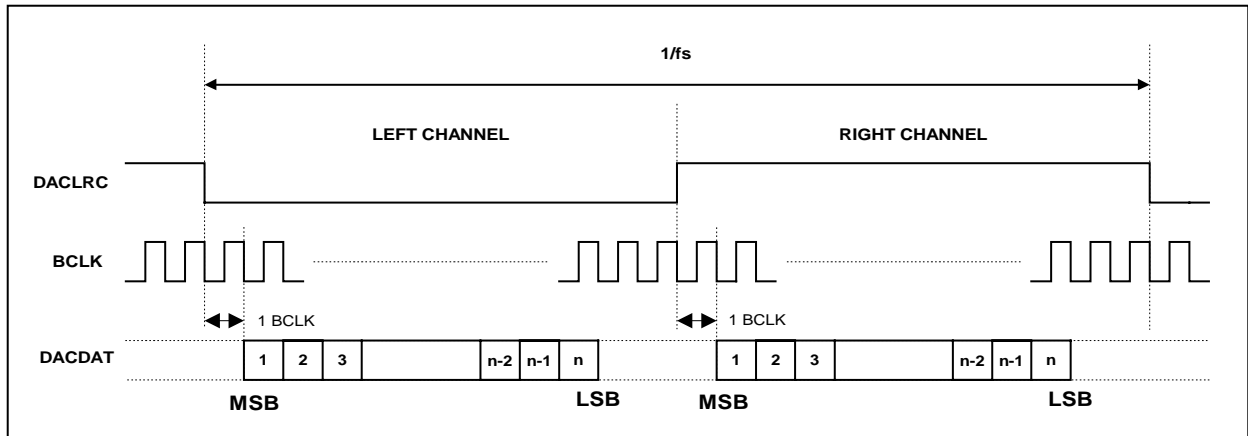 1/fs
LEFT CHANNEL RIGHT CHANNEL
DACLRC
BCLK
1 BCLK 1 BCLK
DACDAT 1 2 3 n-2 n-1 n 1 2 3 n-2 n-1 n
MSB LSB MSB LSB